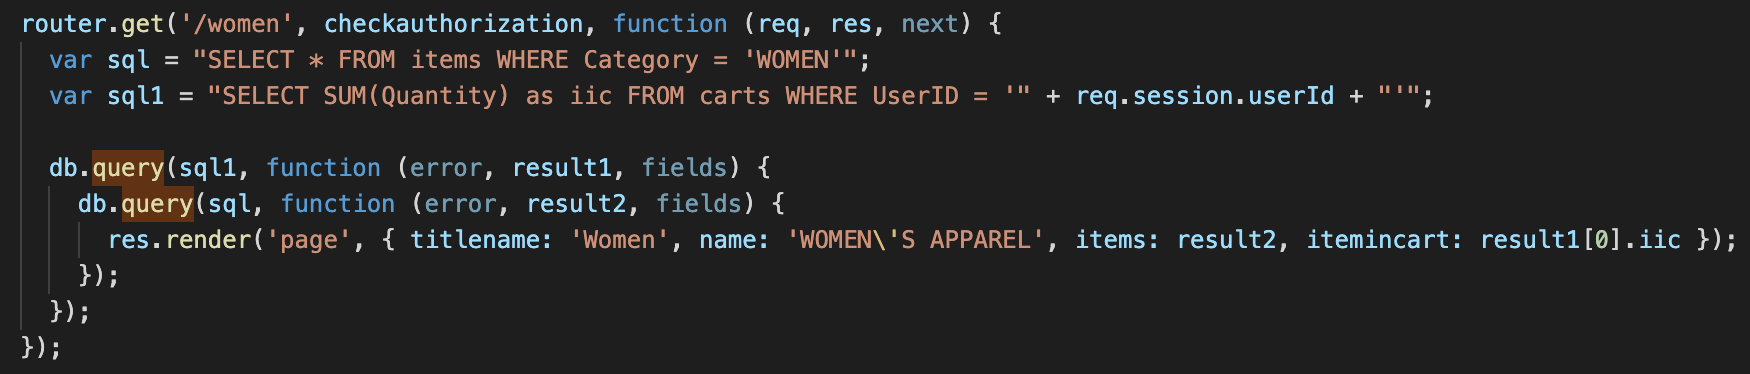 router.get('/women', checkauthorization, function (req, res, next) {
  var sql = "SELECT * FROM items WHERE Category = 'WOMEN'";
  var sql1 = "SELECT SUM(Quantity) as iic FROM carts WHERE UserID = '" + req.session.userId + "'";

  db.query(sql1, function (error, result1, fields) {
    db.query(sql, function (error, result2, fields) {
      res.render('page', { titlename: 'Women', name: 'WOMEN\'S APPAREL', items: result2, itemincart: result1[0].iic });
    });
  });
});